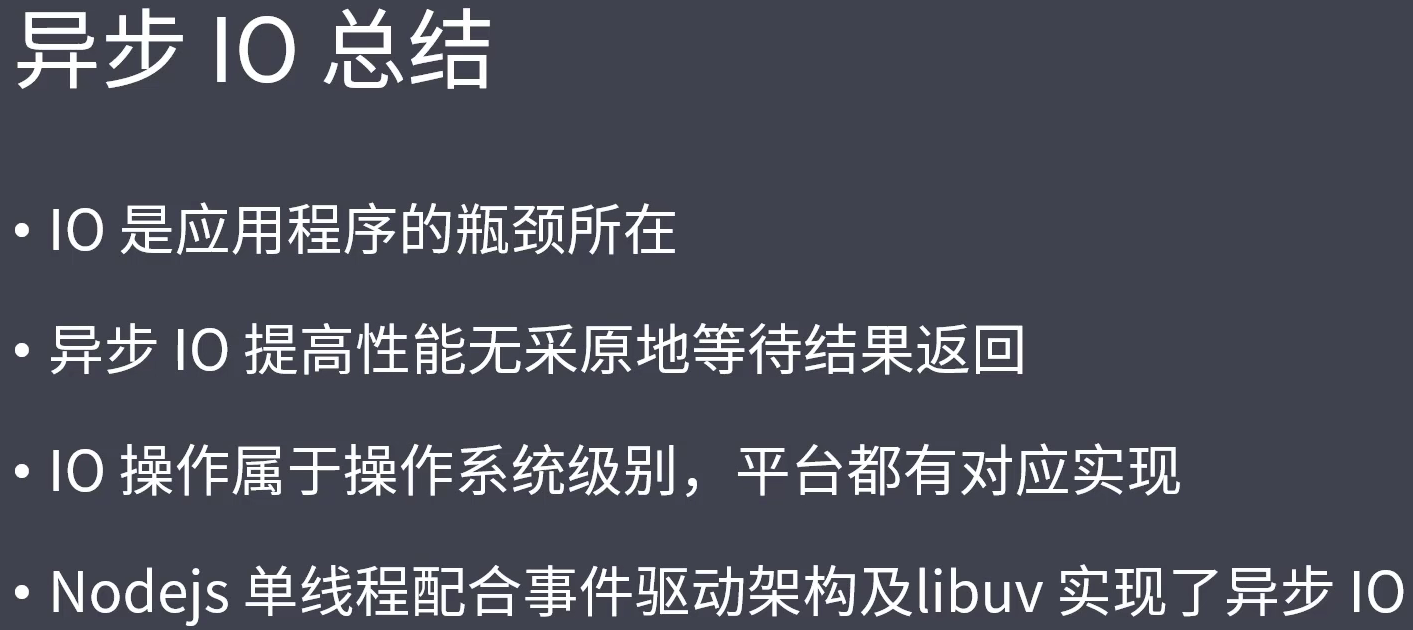 异步 IO 总结
• IO 是应用程序的瓶颈所在
• 异步 IO 提高性能无采原地等待结果返回
• IO 操作属于操作系统级别，平台都有对应实现
• Nodejs 单线程配合事件驱动架构及libuv 实现了异步 IO